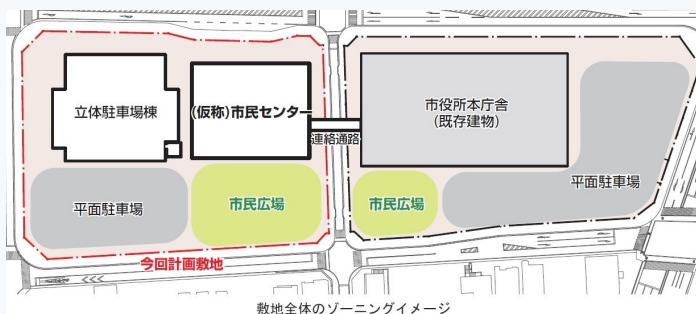 立体駐車場棟
(仮称)市民センター
連絡通路
市役所本庁舎
(既存建物)
平面駐車場
市民広場
市民広場
平面駐車場
今回計画敷地
敷地全体のゾーニングイメージ